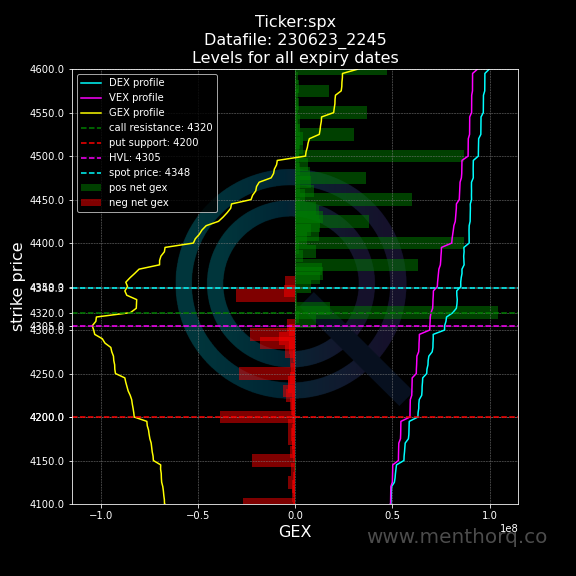 Ticker:spx
Datafile: 230623_2245
Levels for all expiry dates
DEX profile
VEX profile
GEX profile
call resistance: 4320
put support: 4200
HVL: 4305
spot price: 4348
pos net gex
neg net gex
strike price
4600.0
4550.0
4500.0
4450.0
4400.0
4320.0
4305.0
4300.0
4250.0
4200.0
4150.0
4100.0
−1.0 −0.5 0.0 0.5 1.0
1e8
GEX
www.menthorq.co